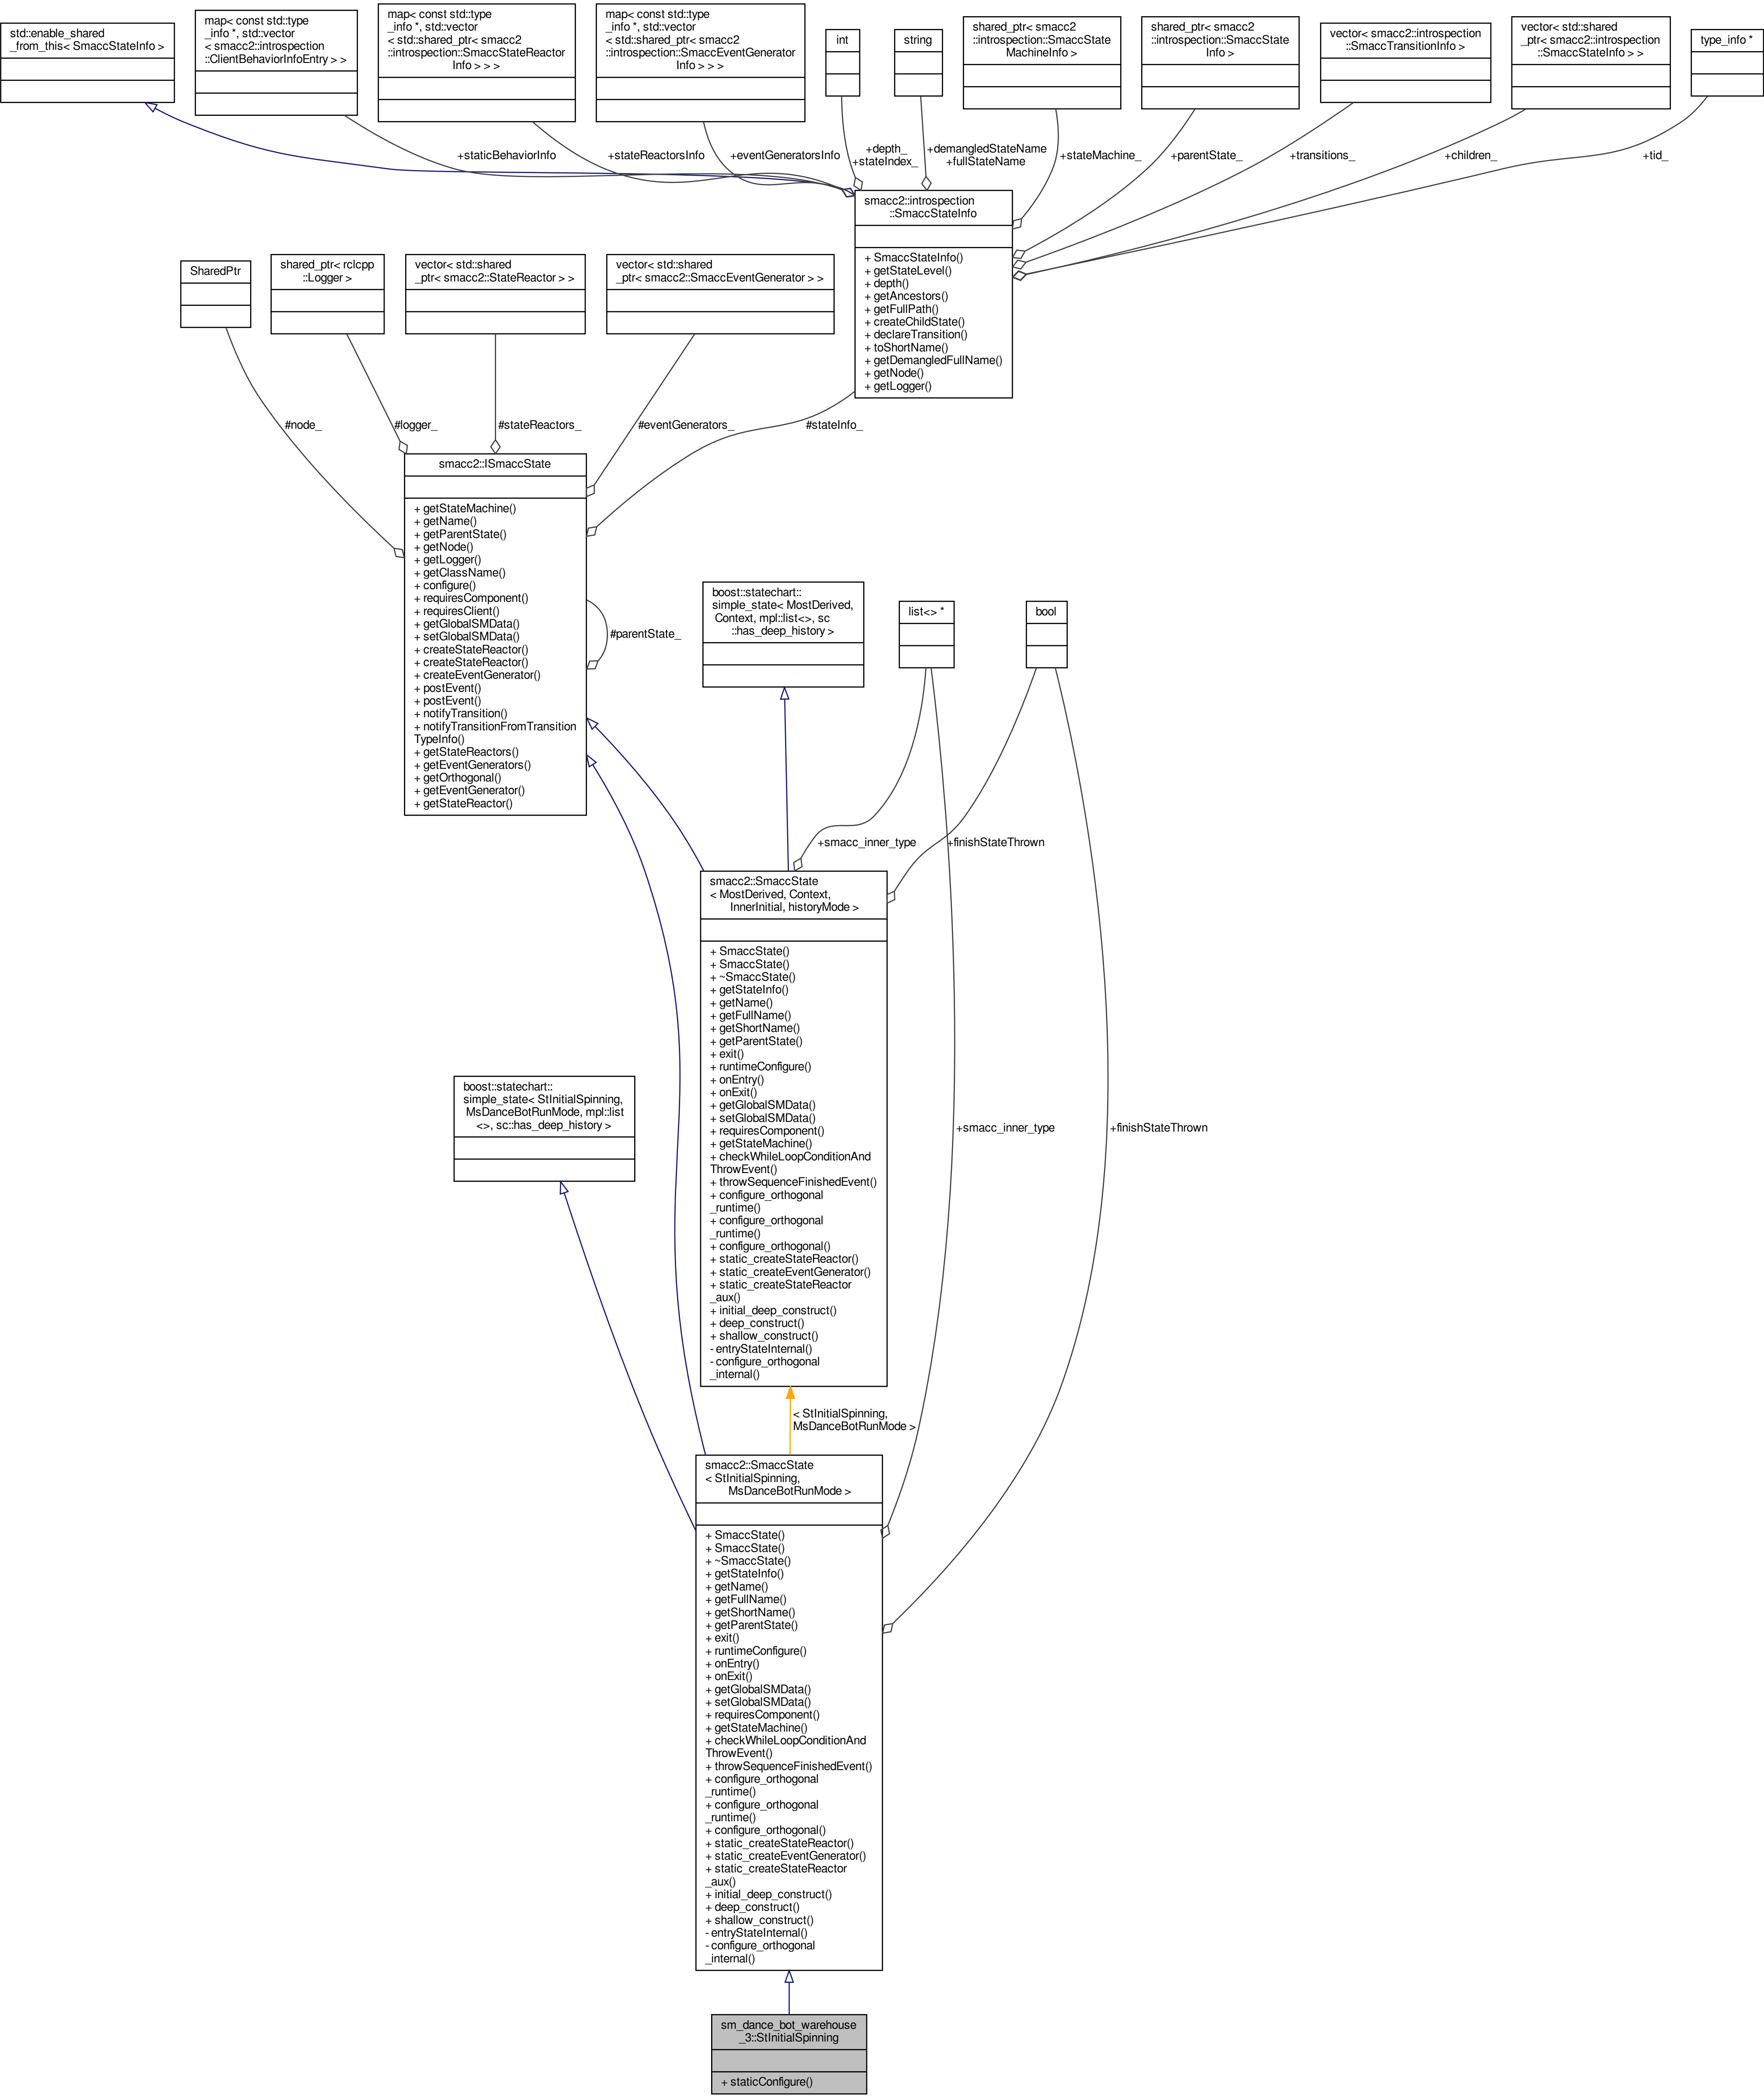 std::enable_shared
_from_this< SmaccStateInfo >
map< const std::type
_info *, std::vector
< smacc2::introspection
::ClientBehaviorInfoEntry > >
map< const std::type
_info *, std::vector
< std::shared_ptr< smacc2
::introspection::SmaccStateReactor
Info > > >
map< const std::type
_info *, std::vector
< std::shared_ptr< smacc2
::introspection::SmaccEventGenerator
Info > > >
int
string
shared_ptr< smacc2
::introspection::SmaccState
MachineInfo >
shared_ptr< smacc2
::introspection::SmaccState
Info >
vector< smacc2::introspection
::SmaccTransitionInfo >
vector< std::shared
_ptr< smacc2::introspection
::SmaccStateInfo > >
type_info *
+staticBehaviorInfo
+stateReactorsInfo
+eventGeneratorsInfo
+depth_
+stateIndex_
+demangledStateName
+fullStateName
+stateMachine_
+parentState_
+transitions_
+children_
+tid_
smacc2::introspection
::SmaccStateInfo
+ SmaccStateInfo()
+ getStateLevel()
+ depth()
+ getAncestors()
+ getFullPath()
+ createChildState()
+ declareTransition()
+ toShortName()
+ getDemangledFullName()
+ getNode()
+ getLogger()
SharedPtr
shared_ptr< rclcpp
::Logger >
vector< std::shared
_ptr< smacc2::StateReactor > >
vector< std::shared
_ptr< smacc2::SmaccEventGenerator > >
#node_
#logger_
#stateReactors_
#eventGenerators_
#stateInfo_
smacc2::ISmaccState
+ getStateMachine()
+ getName()
+ getParentState()
+ getNode()
+ getLogger()
+ getClassName()
+ configure()
+ requiresComponent()
+ requiresClient()
+ getGlobalSMData()
+ setGlobalSMData()
+ createStateReactor()
+ createStateReactor()
+ createEventGenerator()
+ postEvent()
+ postEvent()
+ notifyTransition()
+ notifyTransitionFromTransition
TypeInfo()
+ getStateReactors()
+ getEventGenerators()
+ getOrthogonal()
+ getEventGenerator()
+ getStateReactor()
#parentState_
boost::statechart::
simple_state< MostDerived,
Context, mpl::list<>, sc
::has_deep_history >
list<> *
bool
+smacc_inner_type
+finishStateThrown
smacc2::SmaccState
< MostDerived, Context,
InnerInitial, historyMode >
+ SmaccState()
+ SmaccState()
+ ~SmaccState()
+ getStateInfo()
+ getName()
+ getFullName()
+ getShortName()
+ getParentState()
+ exit()
+ runtimeConfigure()
+ onEntry()
+ onExit()
+ getGlobalSMData()
+ setGlobalSMData()
+ requiresComponent()
+ getStateMachine()
+ checkWhileLoopConditionAnd
ThrowEvent()
+ throwSequenceFinishedEvent()
+ configure_orthogonal
_runtime()
+ configure_orthogonal
_runtime()
+ configure_orthogonal()
+ static_createStateReactor()
+ static_createEventGenerator()
+ static_createStateReactor
_aux()
+ initial_deep_construct()
+ deep_construct()
+ shallow_construct()
- entryStateInternal()
- configure_orthogonal
_internal()
boost::statechart::
simple_state< StInitialSpinning,
MsDanceBotRunMode, mpl::list
<>, sc::has_deep_history >
+smacc_inner_type
+finishStateThrown
< StInitialSpinning,
MsDanceBotRunMode >
smacc2::SmaccState
< StInitialSpinning,
MsDanceBotRunMode >
+ SmaccState()
+ SmaccState()
+ ~SmaccState()
+ getStateInfo()
+ getName()
+ getFullName()
+ getShortName()
+ getParentState()
+ exit()
+ runtimeConfigure()
+ onEntry()
+ onExit()
+ getGlobalSMData()
+ setGlobalSMData()
+ requiresComponent()
+ getStateMachine()
+ checkWhileLoopConditionAnd
ThrowEvent()
+ throwSequenceFinishedEvent()
+ configure_orthogonal
_runtime()
+ configure_orthogonal
_runtime()
+ configure_orthogonal()
+ static_createStateReactor()
+ static_createEventGenerator()
+ static_createStateReactor
_aux()
+ initial_deep_construct()
+ deep_construct()
+ shallow_construct()
- entryStateInternal()
- configure_orthogonal
_internal()
sm_dance_bot_warehouse
_3::StInitialSpinning
+ staticConfigure()